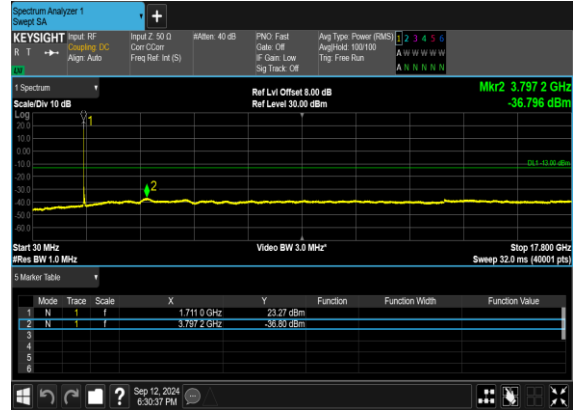 Spectrum Analyzer 1
Swept SA
+
KEYSIGHT Input: RF Input Z: 50 Ω #Atten: 40 dB PNO: Fast Avg Type: Power (RMS) 1 2 3 4 5 6
R T Coupling: DC Corr CCorr Gate: Off Avg|Hold: 100/100 A W W W W W
Align: Auto Freq Ref: Int (S) IF Gain: Low Trig: Free Run
LM Sig Track: Off A N N N N N
1 Spectrum Ref Lvl Offset 8.00 dB Mkr2 3.797 2 GHz
Scale/Div 10 dB Ref Level 30.00 dBm -36.796 dBm
Log
20.0
10.0
0.00
-10.0
DL1 -13.00 dBm
-20.0
-30.0
-40.0
-50.0
-60.0
1
2
Start 30 MHz Video BW 3.0 MHz* Stop 17.800 GHz
#Res BW 1.0 MHz Sweep 32.0 ms (40001 pts)
5 Marker Table
Mode Trace Scale X Y Function Function Width Function Value
1 N 1 f 1.711 0 GHz 23.27 dBm
2 N 1 f 3.797 2 GHz -36.80 dBm
3
4
5
6
? Sep 12, 2024
6:30:37 PM